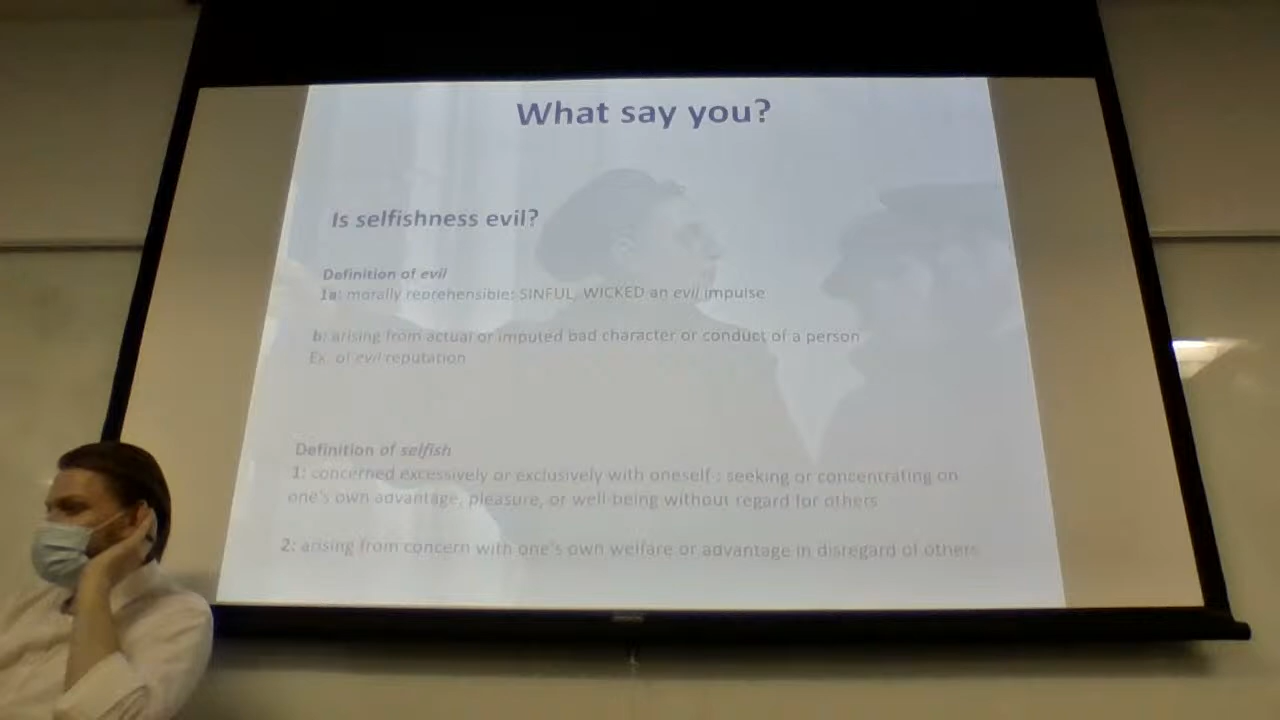 What say you?
Is selfishness evil?
Definition of evil
1a: morally reprehensible: SINFUL, WICKED an evil impulse
b: arising from actual or imputed bad character or conduct of a person
Ex. of evil reputation
Definition of selfish
1: concerned excessively or exclusively with oneself : seeking or concentrating on
one's own advantage, pleasure, or well-being without regard for others
2: arising from concern with one's own welfare or advantage in disregard of others